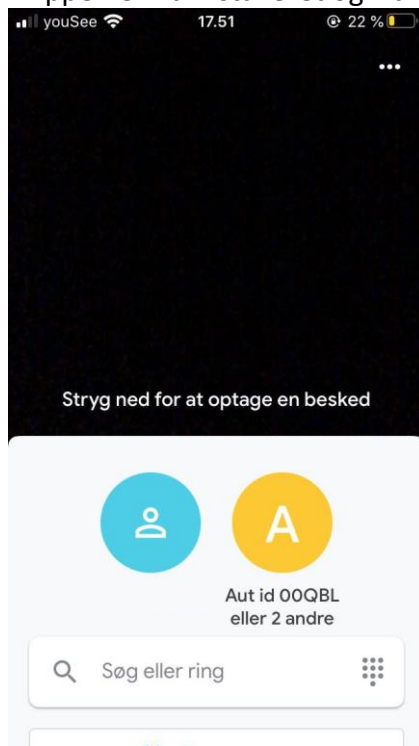 youSee 17.51 22 %
Stryg ned for at optage en besked
A
Aut id 00QBL
eller 2 andre
Søg eller ring